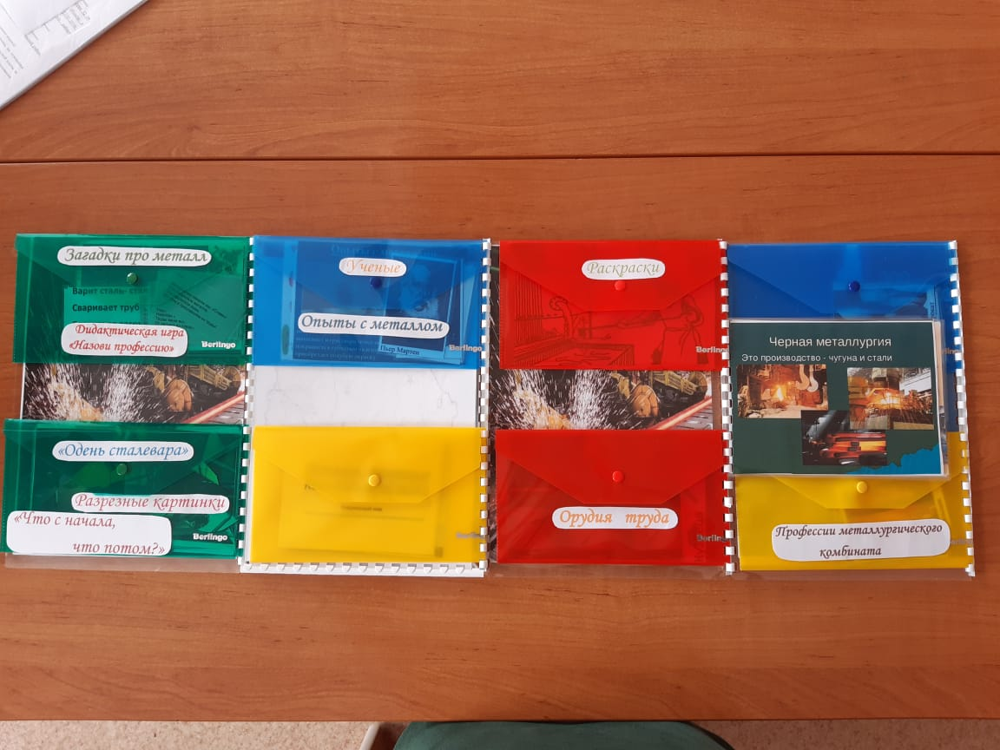 Загадки про металл
Варит сталь-
Сваривает труб
Дидактическая игра
«Назови профессию»
Berlingo
«Одень сталевара»
Разрезные картинки
«Что с начала,
что потом?»
Berlingo
Ученые
Опыты с металлом
Пьер Мартен
Berlingo
Berlingo
Раскраски
Berlingo
Орудия труда
Berlingo
Черная металлургия
Это производство - чугуна и стали
Профессии металлургического
комбината